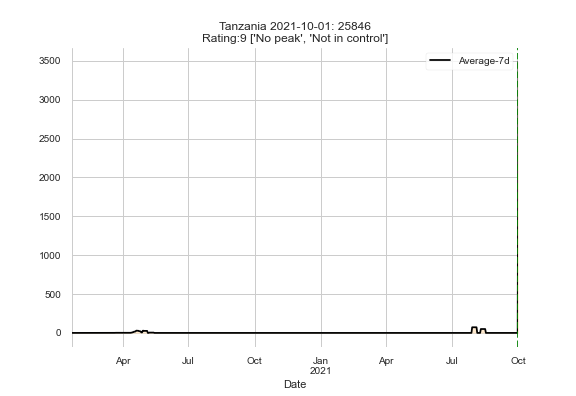 Tanzania 2021-10-01: 25846
Rating:9 ['No peak', 'Not in control']
Average-7d
3500
3000
2500
2000
1500
1000
500
0
Apr Jul Oct Jan Apr Jul Oct
2021
Date